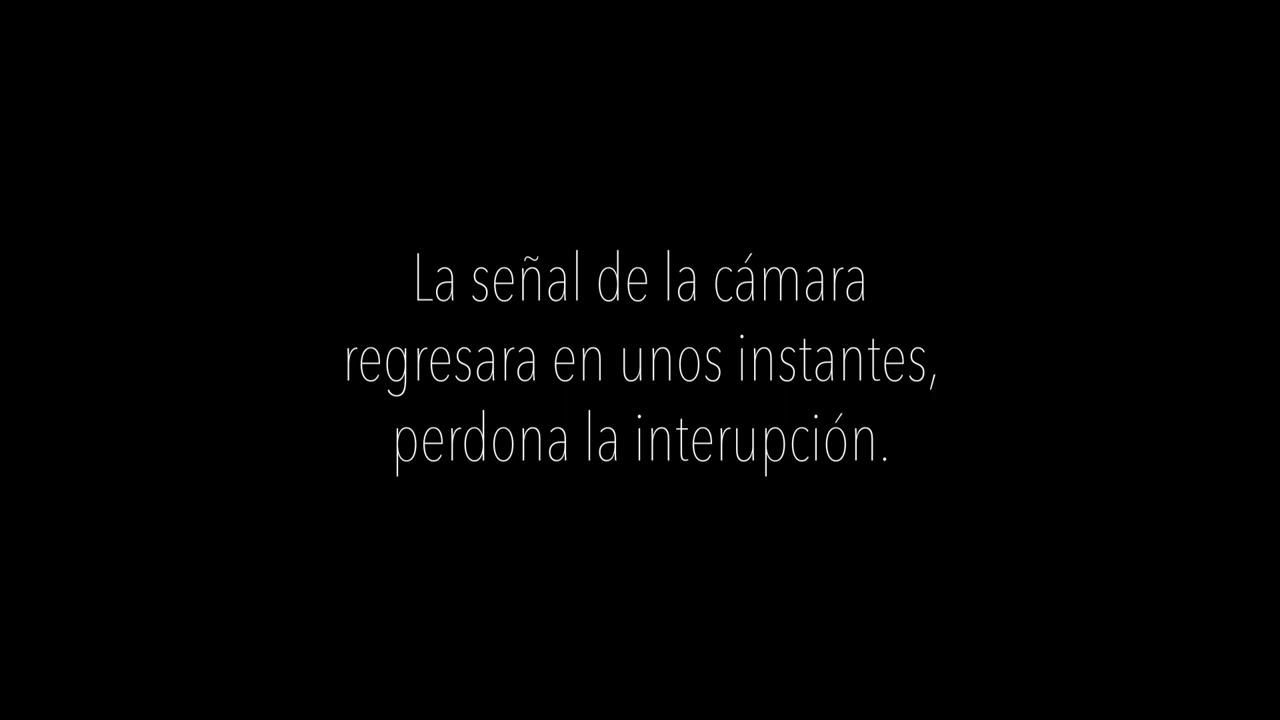 La señal de la cámara
regresara en unos instantes,
perdona la interupción.